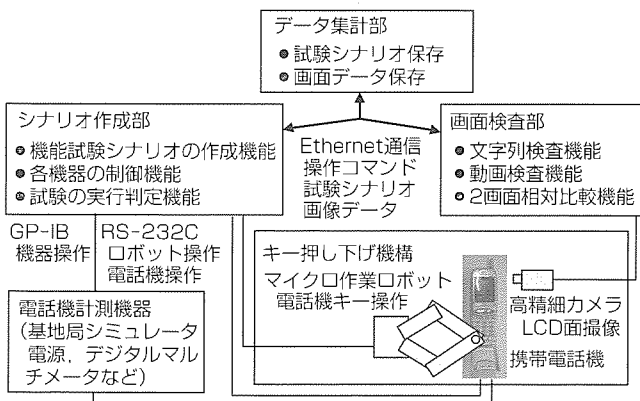 データ集計部
●試験シナリオ保存
●画面データ保存
シナリオ作成部
●機能試験シナリオの作成機能
●各機器の制御機能
●試験の実行判定機能
画面検査部
●文字列検査機能
●動画検査機能
●2画面相対比較機能
Ethernet通信
操作コマンド
試験シナリオ
画像データ
GP-IB
機器操作
RS-232C
ロボット操作
電話機操作
電話機計測機器
(基地局シミュレータ
電源,デジタルマル
チメータなど)
キー押し下げ機構
マイクロ作業ロボット
電話機キー操作
高精細カメラ
LCD面撮像
携帯電話機